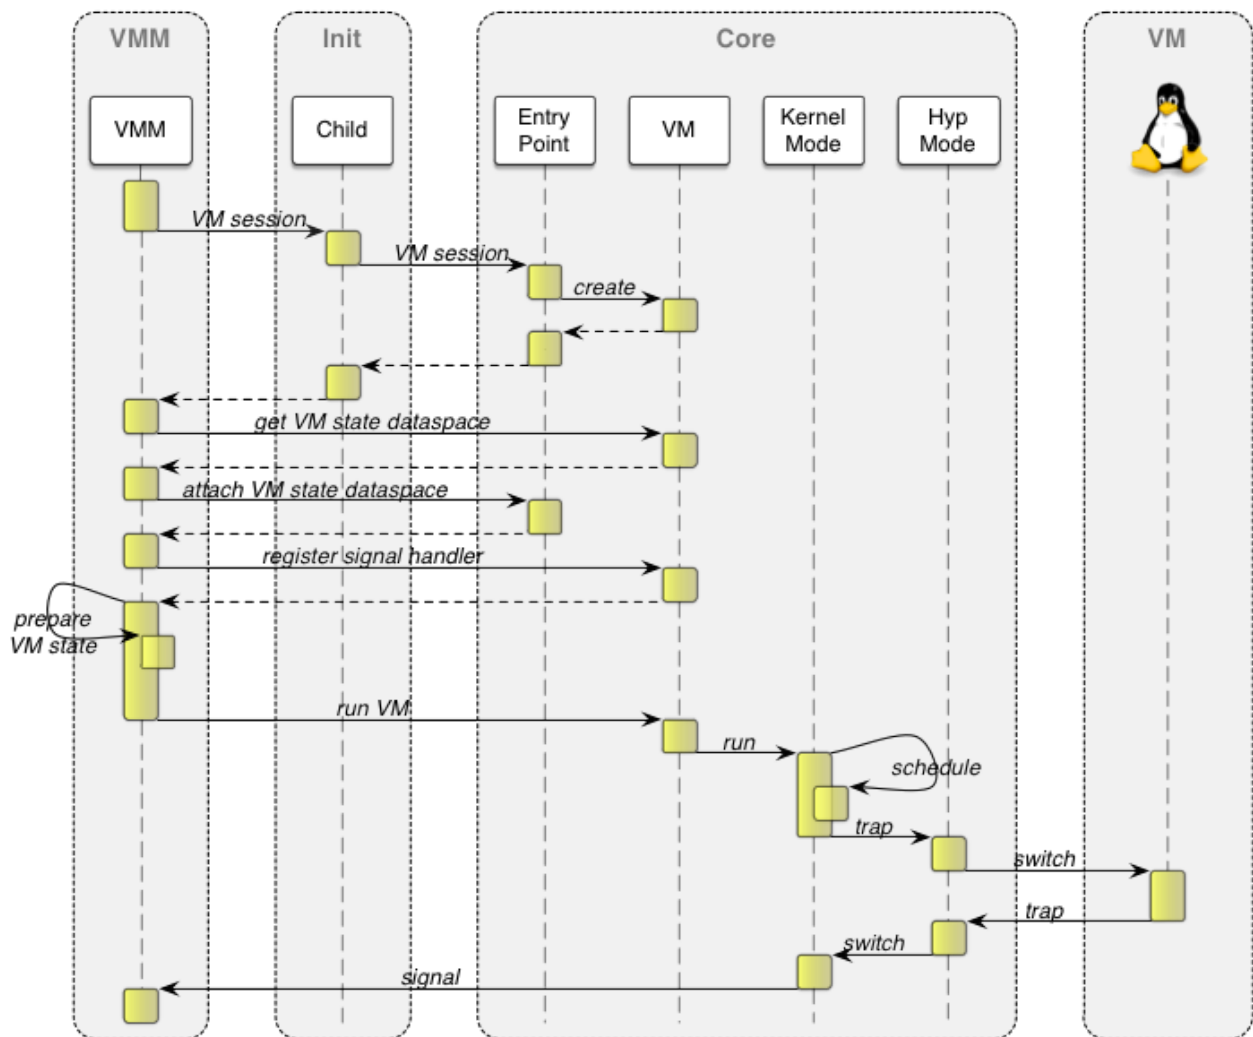 VMM
Init
Core
VM
VMM
Child
Entry
Point
VM
Kernel
Mode
Hyp
Mode
VM session
VM session
create
get VM state dataspace
attach VM state dataspace
register signal handler
prepare
VM state
run VM
run
schedule
trap
switch
trap
switch
signal